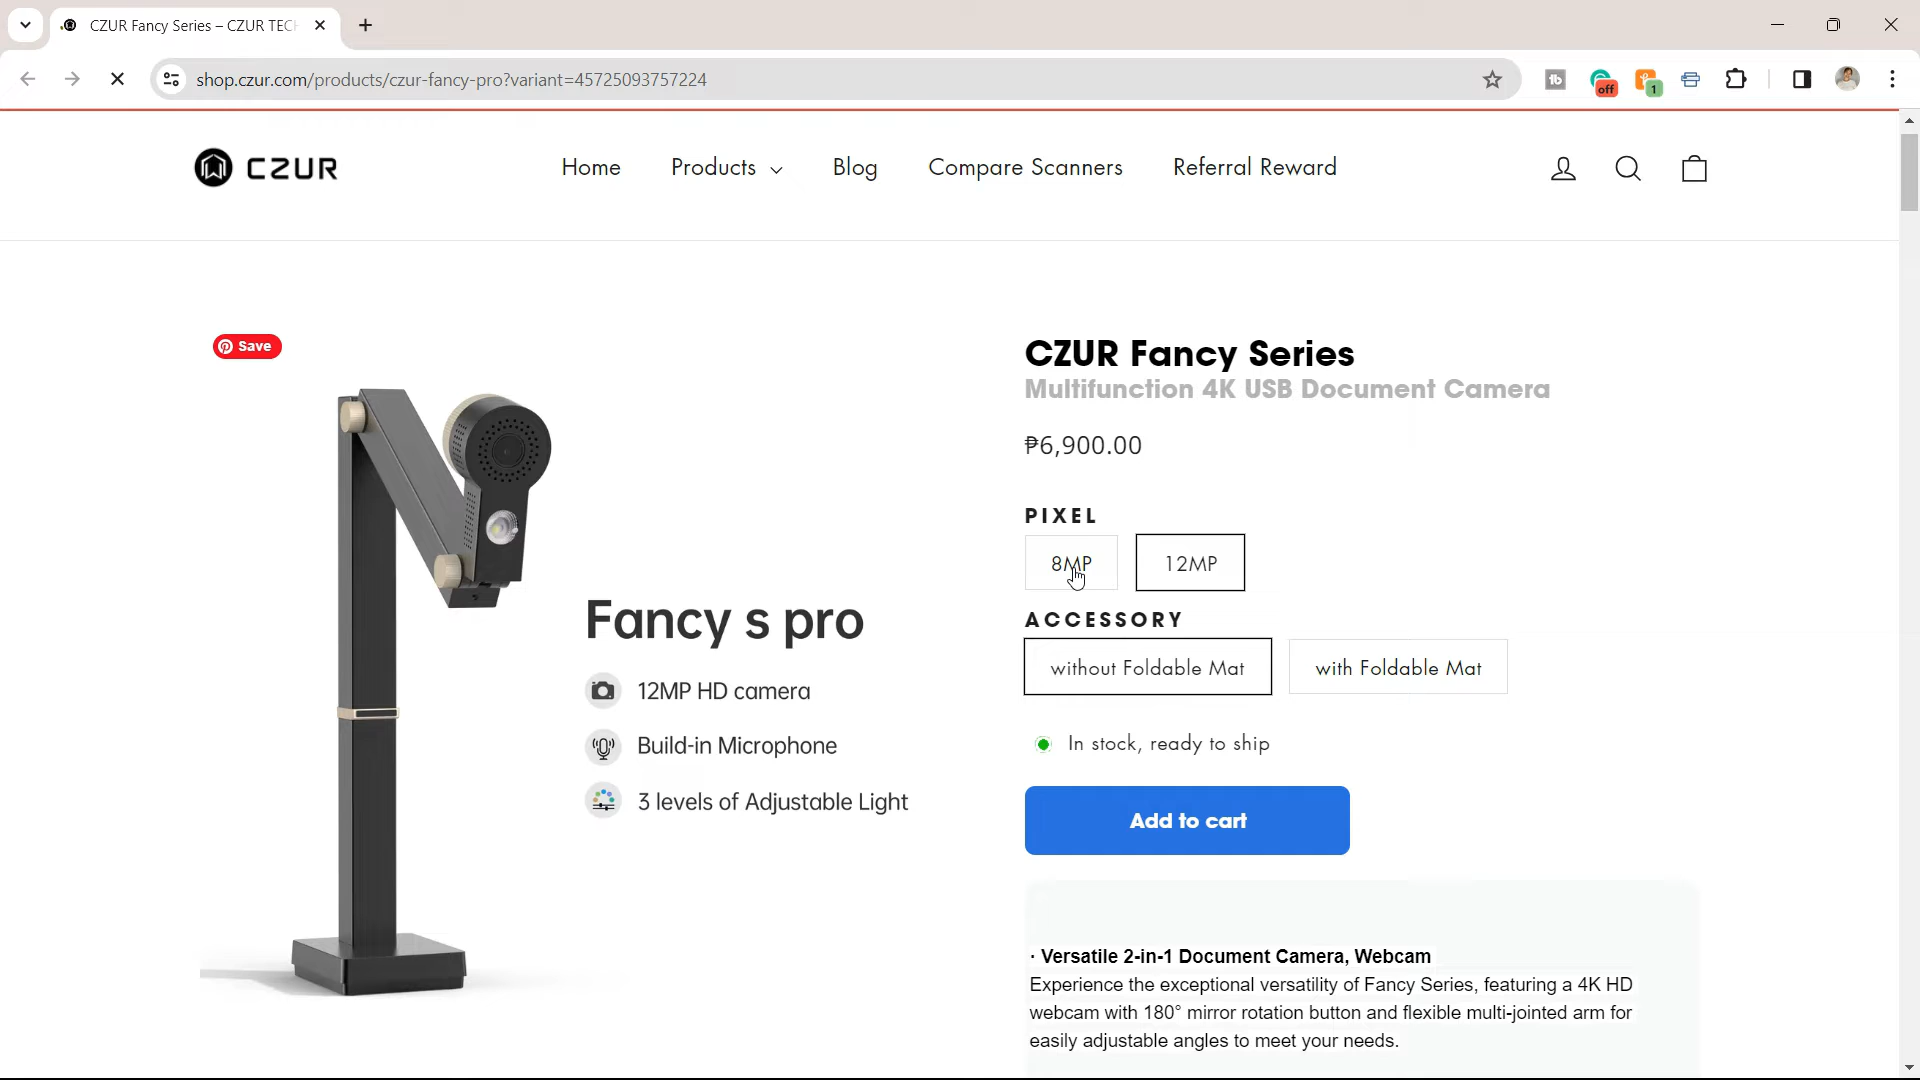 CZUR Fancy Series – CZUR TECH
shop.czur.com/products/czur-fancy-pro?variant=45725093757224
off
1
CZUR
Home
Products
Blog
Compare Scanners
Referral Reward
Save
CZUR Fancy Series
Multifunction 4K USB Document Camera
₱6,900.00
PIXEL
8MP
12MP
ACCESSORY
without Foldable Mat
with Foldable Mat
In stock, ready to ship
Add to cart
Fancy s pro
12MP HD camera
Build-in Microphone
3 levels of Adjustable Light
· Versatile 2-in-1 Document Camera, Webcam
Experience the exceptional versatility of Fancy Series, featuring a 4K HD
webcam with 180° mirror rotation button and flexible multi-jointed arm for
easily adjustable angles to meet your needs.